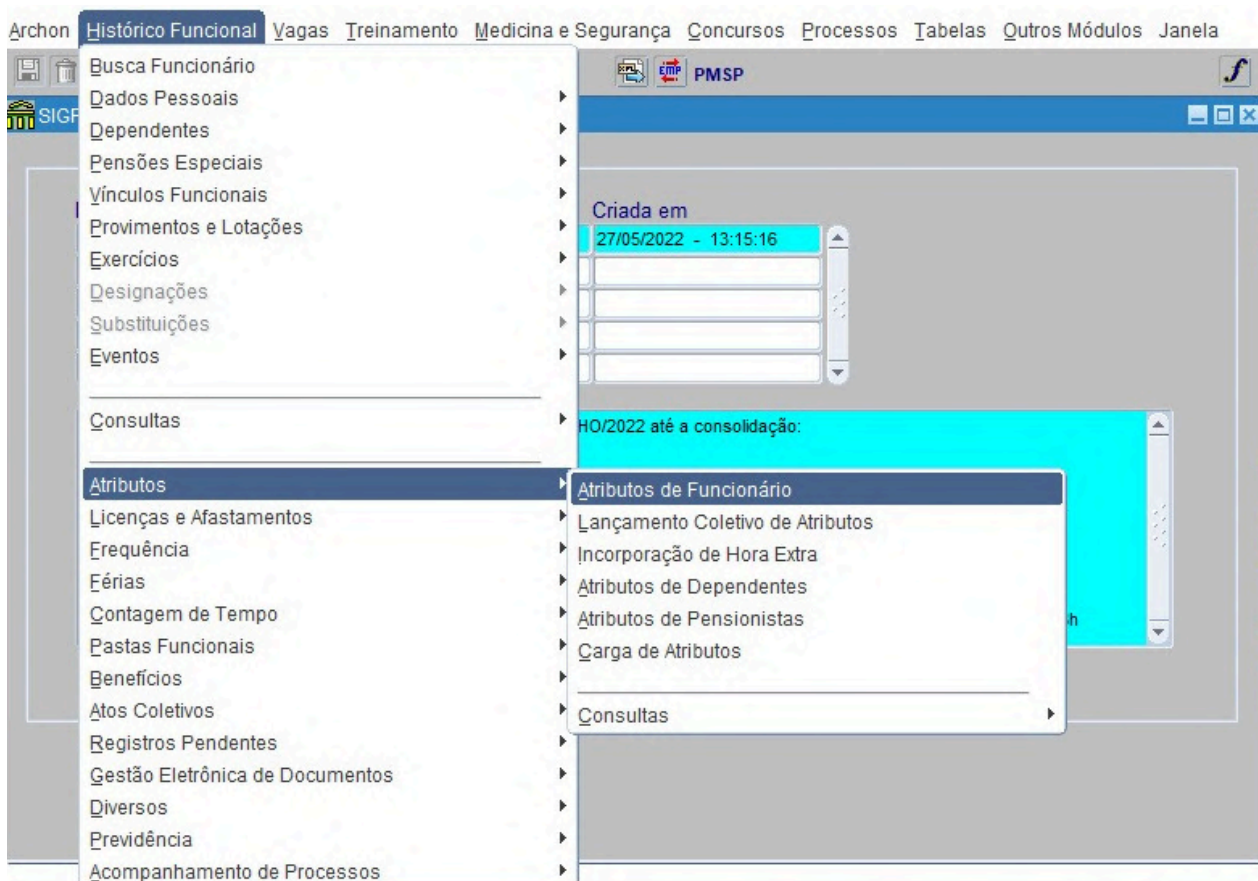 Archon Histórico Funcional Vagas Treinamento Medicina e Segurança Concursos Processos Tabelas Outros Módulos Janela
EMP PMSP
Busca Funcionário
Dados Pessoais
Dependentes
Pensões Especiais
Vínculos Funcionais
Provimentos e Lotações
Exercícios
Designações
Substituições
Eventos
Consultas
Atributos
Licenças e Afastamentos
Frequência
Férias
Contagem de Tempo
Pastas Funcionais
Benefícios
Atos Coletivos
Registros Pendentes
Gestão Eletrônica de Documentos
Diversos
Previdência
Acompanhamento de Processos
Criada em
27/05/2022 - 13:15:16
HO/2022 até a consolidação:
Atributos de Funcionário
Lançamento Coletivo de Atributos
Incorporação de Hora Extra
Atributos de Dependentes
Atributos de Pensionistas
Carga de Atributos
Consultas